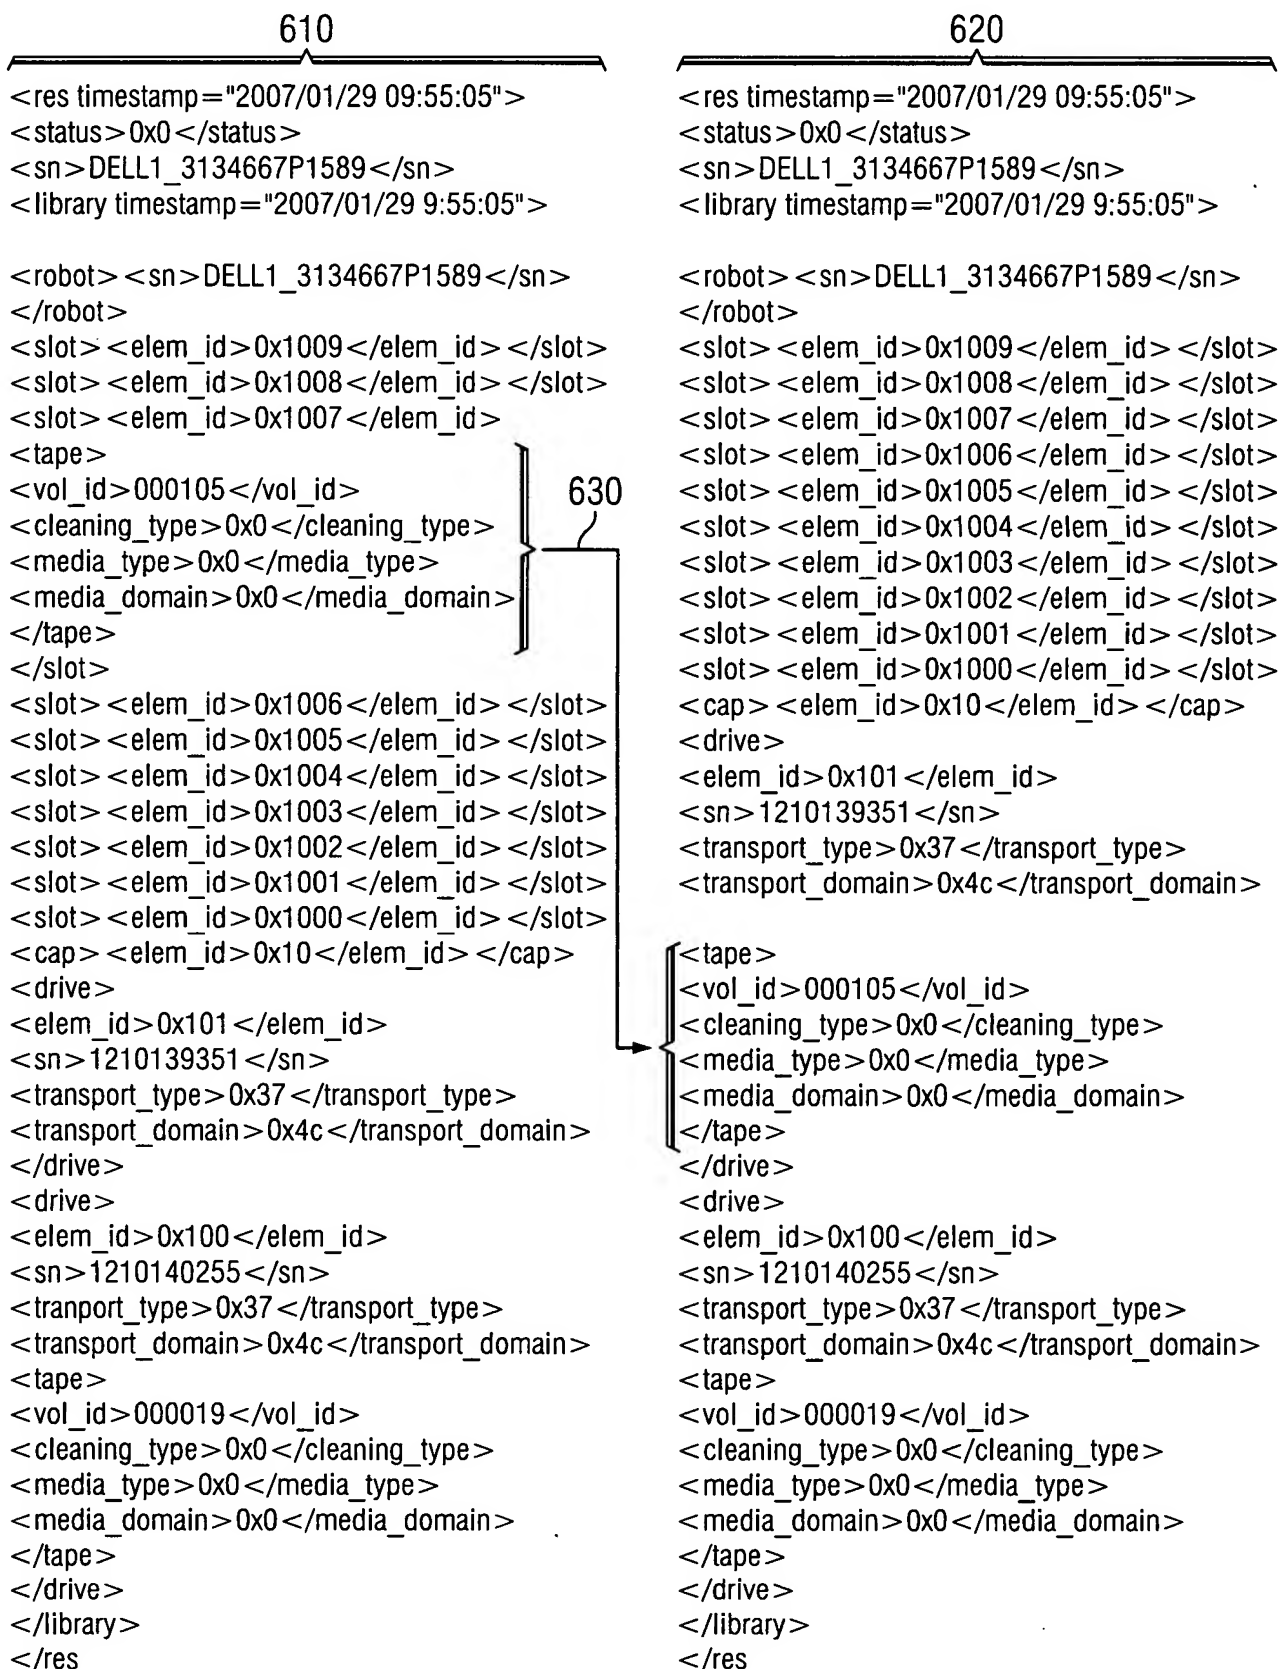 610
<res timestamp="2007/01/29 09:55:05">
<status>0x0</status>
<sn>DELL1_3134667P1589</sn>
<library timestamp="2007/01/29 9:55:05">
<robot><sn>DELL1_3134667P1589</sn>
</robot>
<slot><elem_id>0x1009</elem_id></slot>
<slot><elem_id>0x1008</elem_id></slot>
<slot><elem_id>0x1007</elem_id>
<tape>
<vol_id>000105</vol_id>
<cleaning_type>0x0</cleaning_type>
<media_type>0x0</media_type>
<media_domain>0x0</media_domain>
</tape>
</slot>
<slot><elem_id>0x1006</elem_id></slot>
<slot><elem_id>0x1005</elem_id></slot>
<slot><elem_id>0x1004</elem_id></slot>
<slot><elem_id>0x1003</elem_id></slot>
<slot><elem_id>0x1002</elem_id></slot>
<slot><elem_id>0x1001</elem_id></slot>
<slot><elem_id>0x1000</elem_id></slot>
<cap><elem_id>0x10</elem_id></cap>
<drive>
<elem_id>0x101</elem_id>
<sn>1210139351</sn>
<transport_type>0x37</transport_type>
<transport_domain>0x4c</transport_domain>
</drive>
<drive>
<elem_id>0x100</elem_id>
<sn>1210140255</sn>
<tranport_type>0x37</transport_type>
<transport_domain>0x4c</transport_domain>
<tape>
<vol_id>000019</vol_id>
<cleaning_type>0x0</cleaning_type>
<media_type>0x0</media_type>
<media_domain>0x0</media_domain>
</tape>
</drive>
</library>
</res
630
620
<res timestamp="2007/01/29 09:55:05">
<status>0x0</status>
<sn>DELL1_3134667P1589</sn>
<library timestamp="2007/01/29 9:55:05">
<robot><sn>DELL1_3134667P1589</sn>
</robot>
<slot><elem_id>0x1009</elem_id></slot>
<slot><elem_id>0x1008</elem_id></slot>
<slot><elem_id>0x1007</elem_id></slot>
<slot><elem_id>0x1006</elem_id></slot>
<slot><elem_id>0x1005</elem_id></slot>
<slot><elem_id>0x1004</elem_id></slot>
<slot><elem_id>0x1003</elem_id></slot>
<slot><elem_id>0x1002</elem_id></slot>
<slot><elem_id>0x1001</elem_id></slot>
<slot><elem_id>0x1000</elem_id></slot>
<cap><elem_id>0x10</elem_id></cap>
<drive>
<elem_id>0x101</elem_id>
<sn>1210139351</sn>
<transport_type>0x37</transport_type>
<transport_domain>0x4c</transport_domain>
<tape>
<vol_id>000105</vol_id>
<cleaning_type>0x0</cleaning_type>
<media_type>0x0</media_type>
<media_domain>0x0</media_domain>
</tape>
</drive>
<drive>
<elem_id>0x100</elem_id>
<sn>1210140255</sn>
<transport_type>0x37</transport_type>
<transport_domain>0x4c</transport_domain>
<tape>
<vol_id>000019</vol_id>
<cleaning_type>0x0</cleaning_type>
<media_type>0x0</media_type>
<media_domain>0x0</media_domain>
</tape>
</drive>
</library>
</res